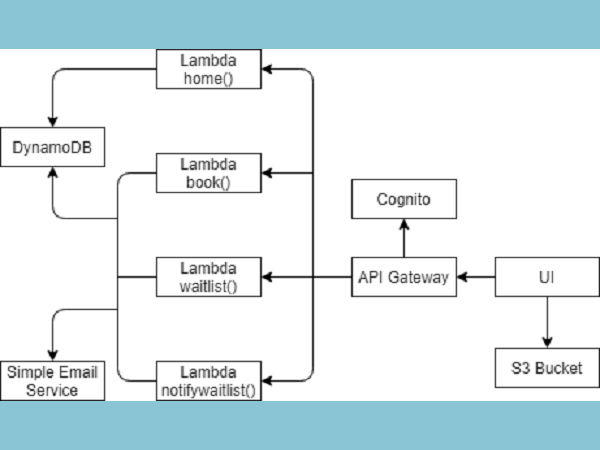 Lambda
home()
DynamoDB
Lambda
book()
Cognito
Lambda
waitlist()
API Gateway
UI
Simple Email
Service
Lambda
notifywaitlist()
S3 Bucket